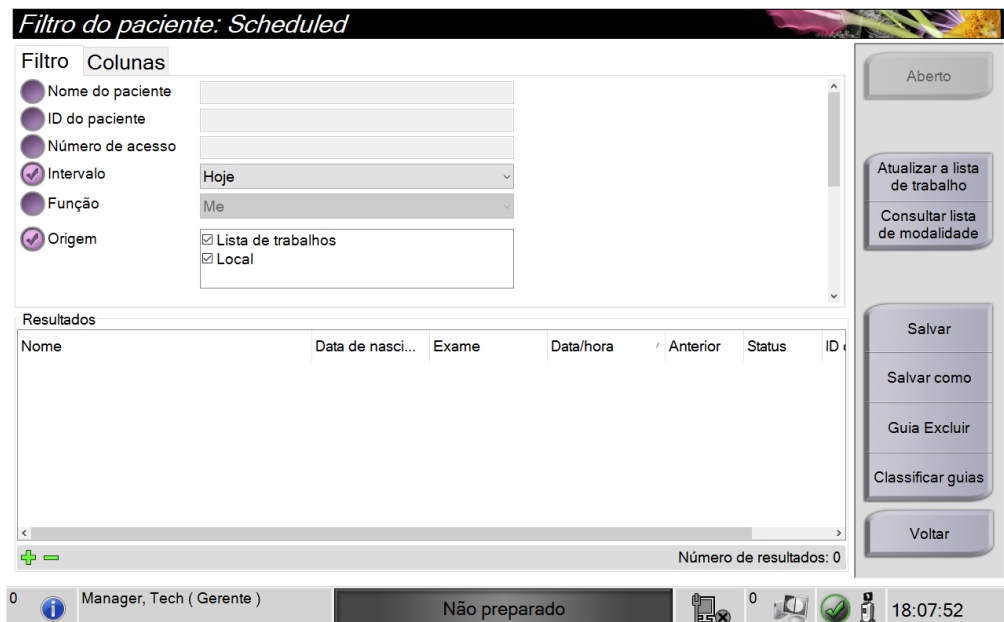 Filtro do paciente: Scheduled
Filtro Colunas
Nome do paciente
ID do paciente
Número de acesso
Intervalo Hoje
Função Me
Origem Lista de trabalhos
Local
Resultados
Nome Data de nasci... Exame Data/hora Anterior Status ID
Número de resultados: 0
Aberto
Atualizar a lista
de trabalho
Consultar lista
de modalidade
Salvar
Salvar como
Guia Excluir
Classificar guias
Voltar
0 Manager, Tech ( Gerente ) Não preparado 0 18:07:52